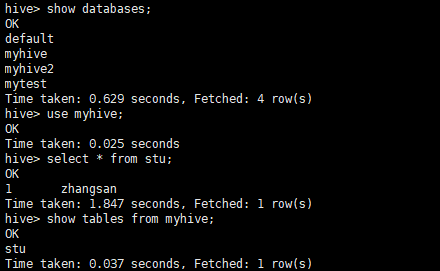 hive> show databases;
OK
default
myhive
myhive2
mytest
Time taken: 0.629 seconds, Fetched: 4 row(s)
hive> use myhive;
OK
Time taken: 0.025 seconds
hive> select * from stu;
OK
1       zhangsan
Time taken: 1.847 seconds, Fetched: 1 row(s)
hive> show tables from myhive;
OK
stu
Time taken: 0.037 seconds, Fetched: 1 row(s)